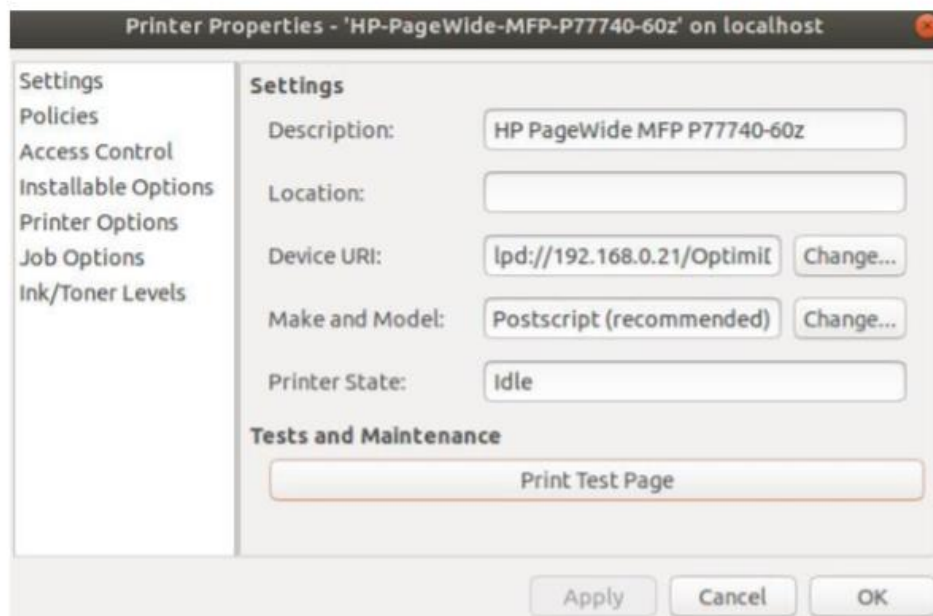 Printer Properties - 'HP-PageWide-MFP-P77740-60z' on localhost
Settings
Policies
Access Control
Installable Options
Printer Options
Job Options
Ink/Toner Levels
Settings
Description: HP PageWide MFP P77740-60z
Location:
Device URI: lpd://192.168.0.21/Optimi Change...
Make and Model: Postscript (recommended) Change...
Printer State: Idle
Tests and Maintenance
Print Test Page
Apply Cancel OK